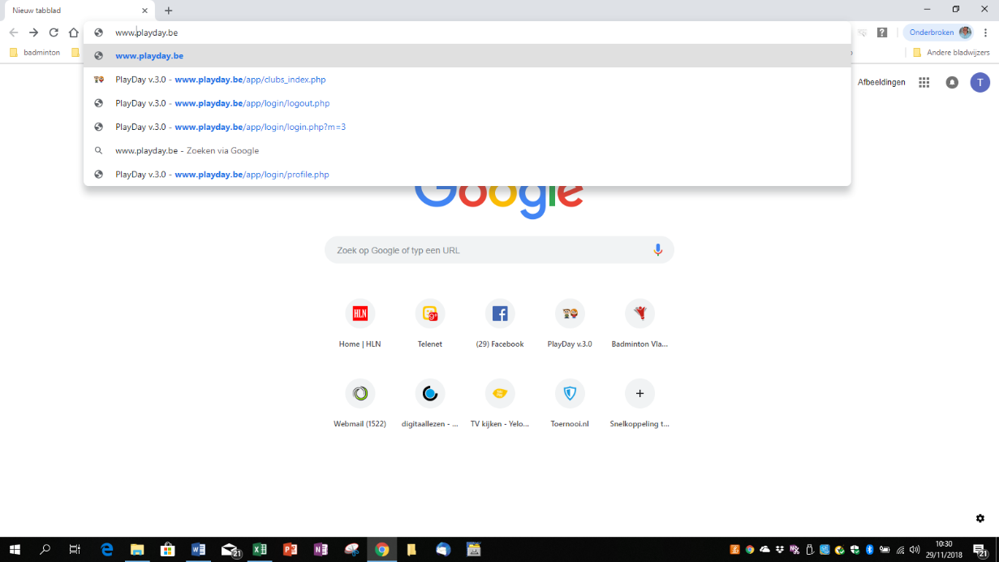 Nieuw tabblad
www.playday.be
Onderbroken
badminton
Andere bladwijzers
www.playday.be
PlayDay v.3.0 - www.playday.be/app/clubs_index.php
PlayDay v.3.0 - www.playday.be/app/login/logout.php
PlayDay v.3.0 - www.playday.be/app/login/login.php?m=3
www.playday.be - Zoeken via Google
PlayDay v.3.0 - www.playday.be/app/login/profile.php
Afbeeldingen
T
Google
Zoek op Google of typ een URL
HLN
Home | HLN
Telenet
(29) Facebook
PlayDay v.3.0
Badminton Vla...
Webmail (1522)
digitaallezen - ...
TV kijken - Yelo...
Toernooi.nl
Snelkoppeling t...
21
10:30
29/11/2018
21